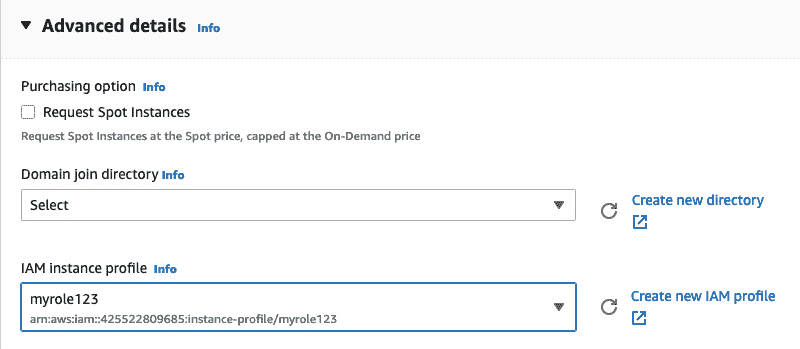 Advanced details Info
Purchasing option Info
Request Spot Instances
Request Spot Instances at the Spot price, capped at the On-Demand price
Domain join directory Info
Select
Create new directory
IAM instance profile Info
myrole123
arn:aws:iam::425522809685:instance-profile/myrole123
Create new IAM profile